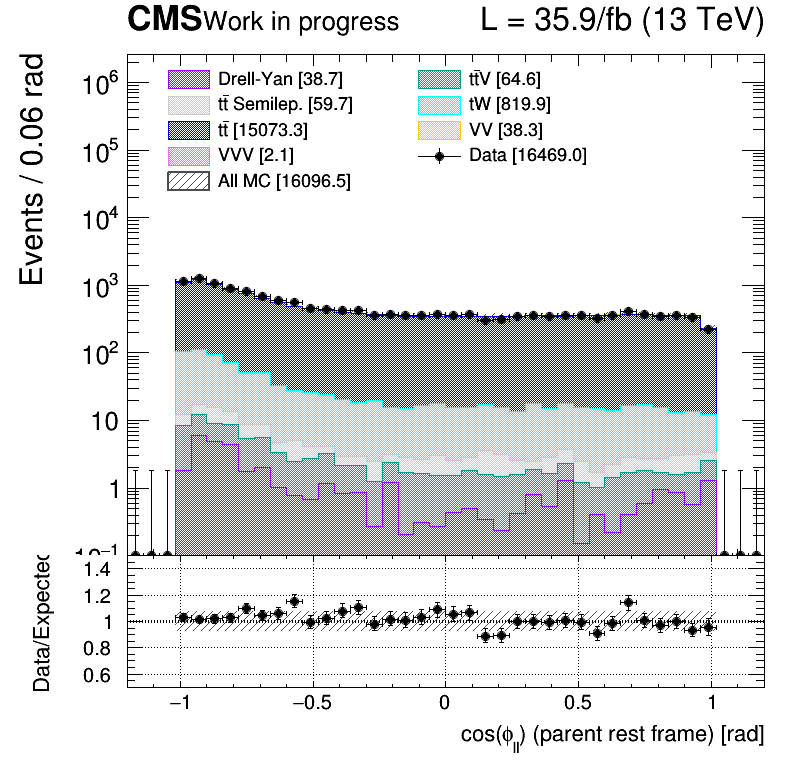 CMS Work in progress L = 35.9/fb (13 TeV)
Events / 0.06 rad
Drell-Yan [38.7]
tt̄ Semilep. [59.7]
tt̄ [15073.3]
VVV [2.1]
All MC [16096.5]
tt̄V [64.6]
tW [819.9]
VV [38.3]
Data [16469.0]
10⁶
10⁵
10⁴
10³
10²
10
1
10⁻¹
Data/Expected
1.4
1.2
1
0.8
0.6
−1 −0.5 0 0.5 1
cos(ϕ_ll) (parent rest frame) [rad]